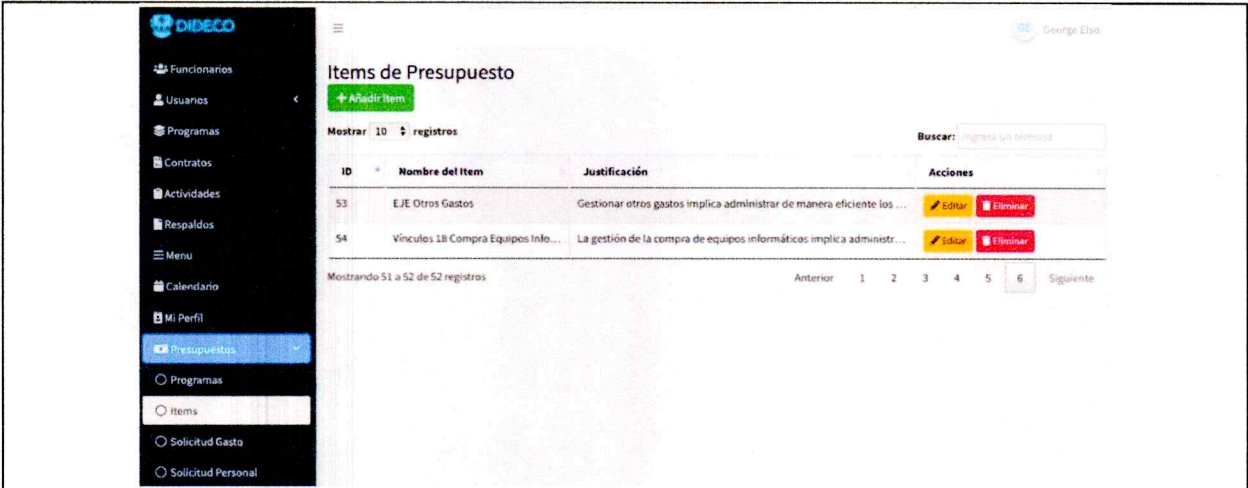 DIDECO
GE George Elso
Funcionarios
Usuarios
Programas
Contratos
Actividades
Respaldos
Menu
Calendario
Mi Perfil
Presupuestos
Programas
Items
Solicitud Gasto
Solicitud Personal
Items de Presupuesto
+ Añadir Item
Mostrar 10 registros
Buscar: Ingresa un término
ID Nombre del Item Justificación Acciones
53 EJE Otros Gastos Gestionar otros gastos implica administrar de manera eficiente los ... Editar Eliminar
54 Vínculos 18 Compra Equipos Info... La gestión de la compra de equipos informáticos implica administr... Editar Eliminar
Mostrando 51 a 52 de 52 registros
Anterior 1 2 3 4 5 6 Siguiente